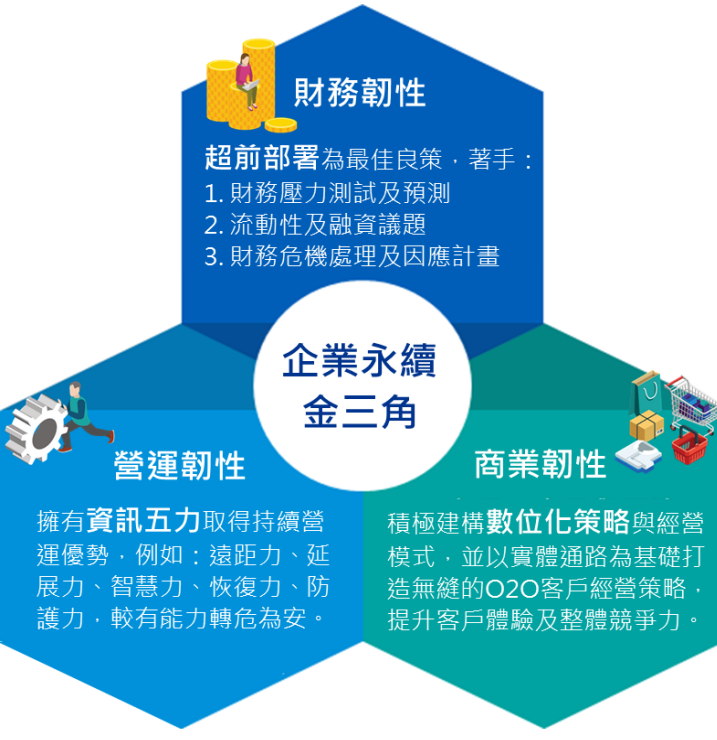 財務韌性
超前部署為最佳良策，著手：
1. 財務壓力測試及預測
2. 流動性及融資議題
3. 財務危機處理及因應計畫
企業永續
金三角
營運韌性
擁有資訊五力取得持續營
運優勢，例如：遠距力、延
展力、智慧力、恢復力、防
護力，較有能力轉危為安。
商業韌性
積極建構數位化策略與經營
模式，並以實體通路為基礎打
造無縫的O2O客戶經營策略，
提升客戶體驗及整體競爭力。